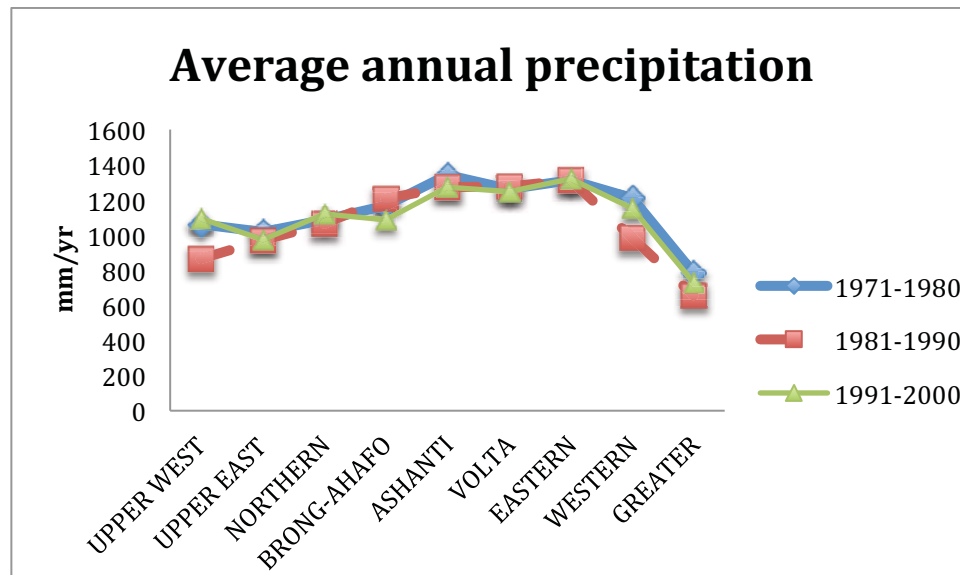 Average annual precipitation
1600
1400
1200
1000
800
600
400
200
0
mm/yr
UPPER WEST
UPPER EAST
NORTHERN
BRONG-AHAFO
ASHANTI
VOLTA
EASTERN
WESTERN
GREATER
1971-1980
1981-1990
1991-2000